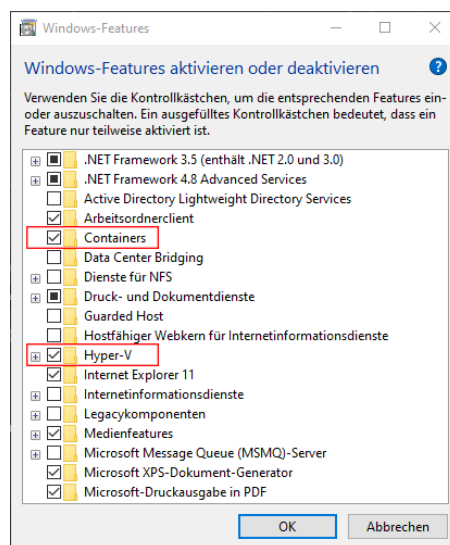 Windows-Features
Windows-Features aktivieren oder deaktivieren
?
Verwenden Sie die Kontrollkästchen, um die entsprechenden Features ein-
oder auszuschalten. Ein ausgefülltes Kontrollkästchen bedeutet, dass ein
Feature nur teilweise aktiviert ist.
.NET Framework 3.5 (enthält .NET 2.0 und 3.0)
.NET Framework 4.8 Advanced Services
Active Directory Lightweight Directory Services
Arbeitsordnerclient
Containers
Data Center Bridging
Dienste für NFS
Druck- und Dokumentdienste
Guarded Host
Hostfähiger Webkern für Internetinformationsdienste
Hyper-V
Internet Explorer 11
Internetinformationsdienste
Legacykomponenten
Medienfeatures
Microsoft Message Queue (MSMQ)-Server
Microsoft XPS-Dokument-Generator
Microsoft-Druckausgabe in PDF
OK
Abbrechen